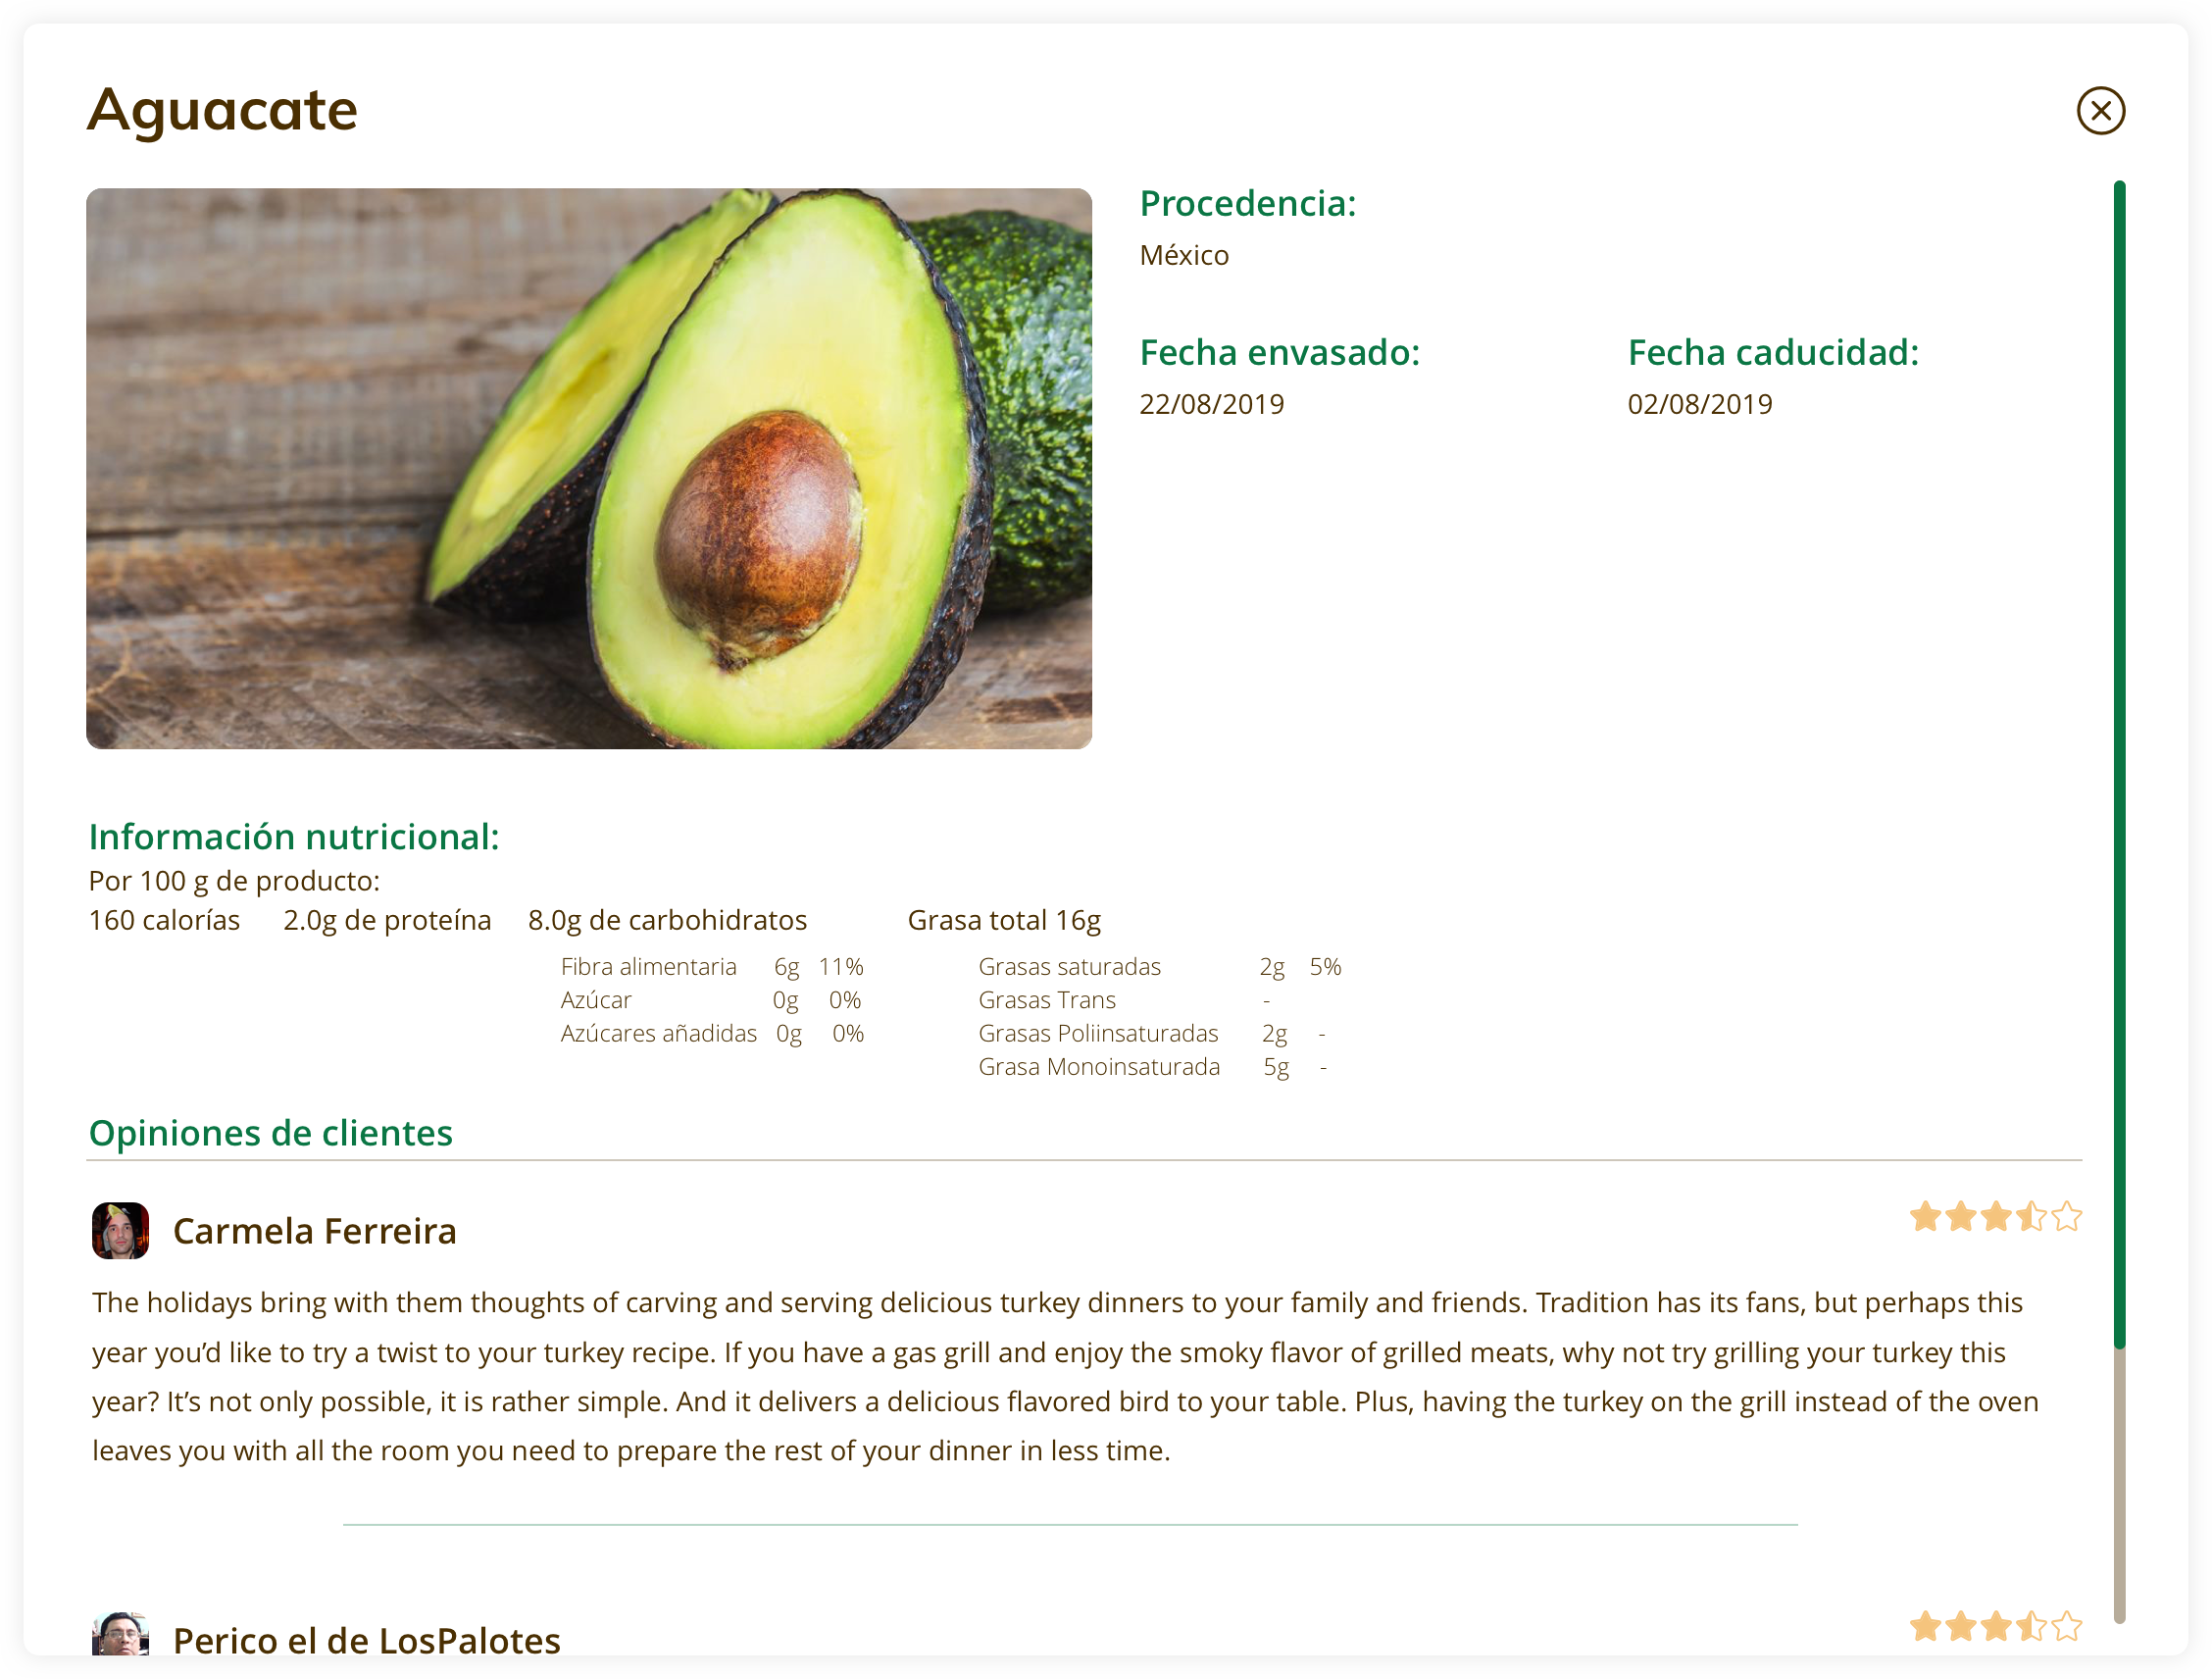 Aguacate
Procedencia:
México
Fecha envasado: Fecha caducidad:
22/08/2019 02/08/2019
Información nutricional:
Por 100 g de producto:
160 calorías 2.0g de proteína 8.0g de carbohidratos Grasa total 16g
Fibra alimentaria 6g 11% Grasas saturadas 2g 5%
Azúcar 0g 0% Grasas Trans -
Azúcares añadidas 0g 0% Grasas Poliinsaturadas 2g -
Grasa Monoinsaturada 5g -
Opiniones de clientes
Carmela Ferreira
The holidays bring with them thoughts of carving and serving delicious turkey dinners to your family and friends. Tradition has its fans, but perhaps this
year you’d like to try a twist to your turkey recipe. If you have a gas grill and enjoy the smoky flavor of grilled meats, why not try grilling your turkey this
year? It’s not only possible, it is rather simple. And it delivers a delicious flavored bird to your table. Plus, having the turkey on the grill instead of the oven
leaves you with all the room you need to prepare the rest of your dinner in less time.
Perico el de LosPalotes